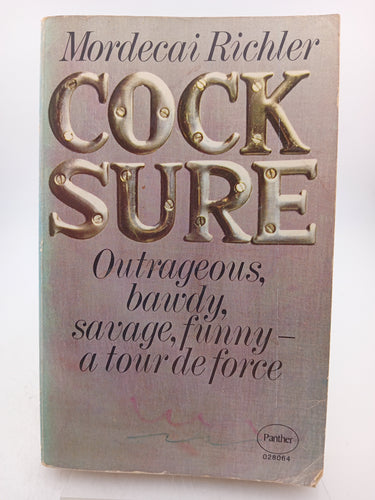 Mordecai Richler
COCK
SURE
Outrageous,
bawdy,
savage, funny—
a tour de force
Panther
028064